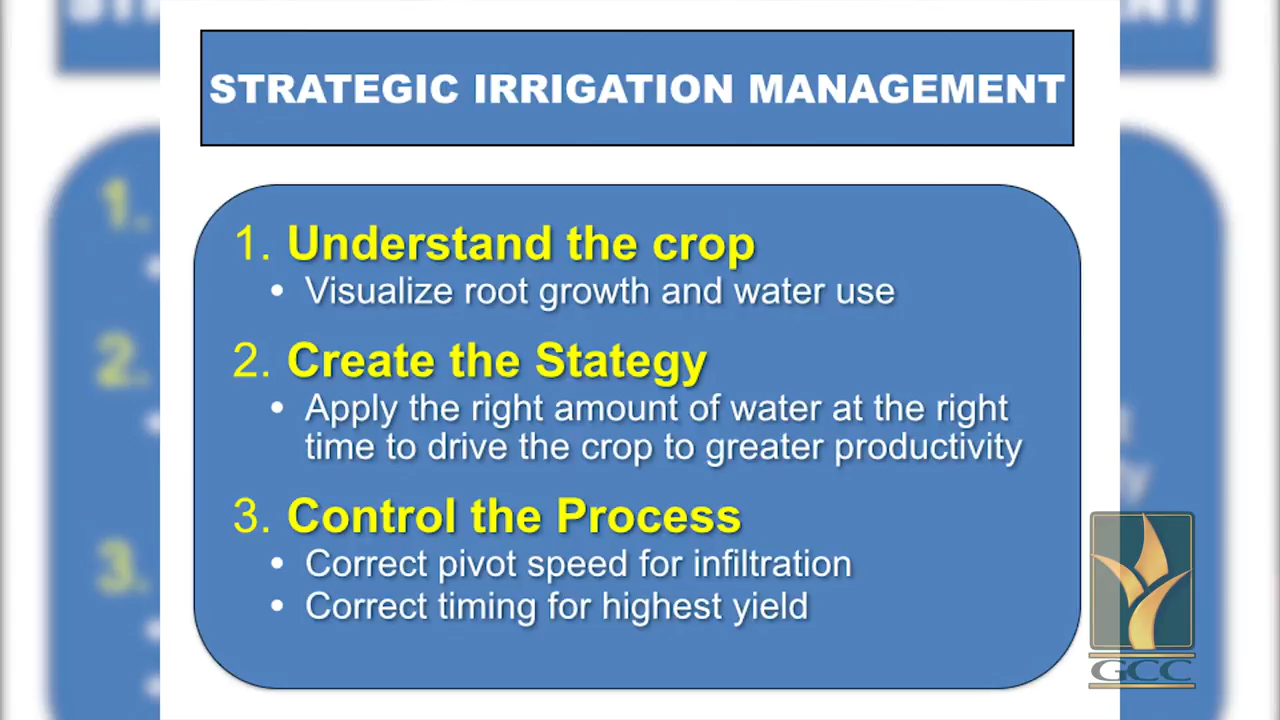 STRATEGIC IRRIGATION MANAGEMENT
1. Understand the crop
• Visualize root growth and water use
2. Create the Stategy
• Apply the right amount of water at the right
time to drive the crop to greater productivity
3. Control the Process
• Correct pivot speed for infiltration
• Correct timing for highest yield
GCC